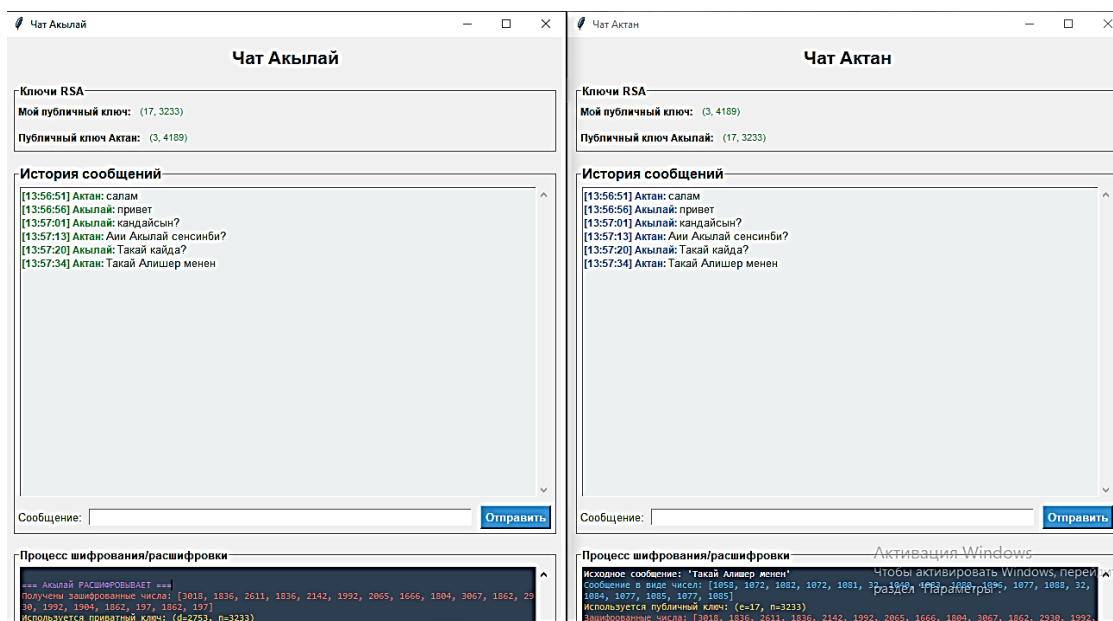 Чат Акылай
Чат Акылай
Ключи RSA
Мой публичный ключ: (17, 3233)
Публичный ключ Актан: (3, 4189)
История сообщений
[13:56:51] Актан: салам
[13:56:56] Акылай: привет
[13:57:01] Акылай: кандайсын?
[13:57:13] Актан: Аии Акылай сенсинби?
[13:57:20] Акылай: Такай кайда?
[13:57:34] Актан: Такай Алишер менен
Сообщение:
Отправить
Процесс шифрования/расшифровки
=== Акылай РАСШИФРОВЫВАЕТ ===
Получены зашифрованные числа: [3018, 1836, 2611, 1836, 2142, 1992, 2065, 1666, 1804, 3067, 1862, 29
30, 1992, 1904, 1862, 197, 1862, 197]
Используется приватный ключ: (d=2753, n=3233)
Чат Актан
Чат Актан
Ключи RSA
Мой публичный ключ: (3, 4189)
Публичный ключ Акылай: (17, 3233)
История сообщений
[13:56:51] Актан: салам
[13:56:56] Акылай: привет
[13:57:01] Акылай: кандайсын?
[13:57:13] Актан: Аии Акылай сенсинби?
[13:57:20] Акылай: Такай кайда?
[13:57:34] Актан: Такай Алишер менен
Сообщение:
Отправить
Процесс шифрования/расшифровки
Исходное сообщение: 'Такай Алишер менен'
Сообщение в виде чисел: [1058, 1072, 1082, 1072, 1081, 32, 1040, 1083, 1080, 1096, 1077, 1088, 32,
1084, 1077, 1085, 1077, 1085]
Используется публичный ключ: (e=17, n=3233)
Зашифрованные числа: [3018, 1836, 2611, 1836, 2142, 1992, 2065, 1666, 1804, 3067, 1862, 2930, 1992,
Активация Windows
Чтобы активировать Windows, перейдит
раздел "Параметры".